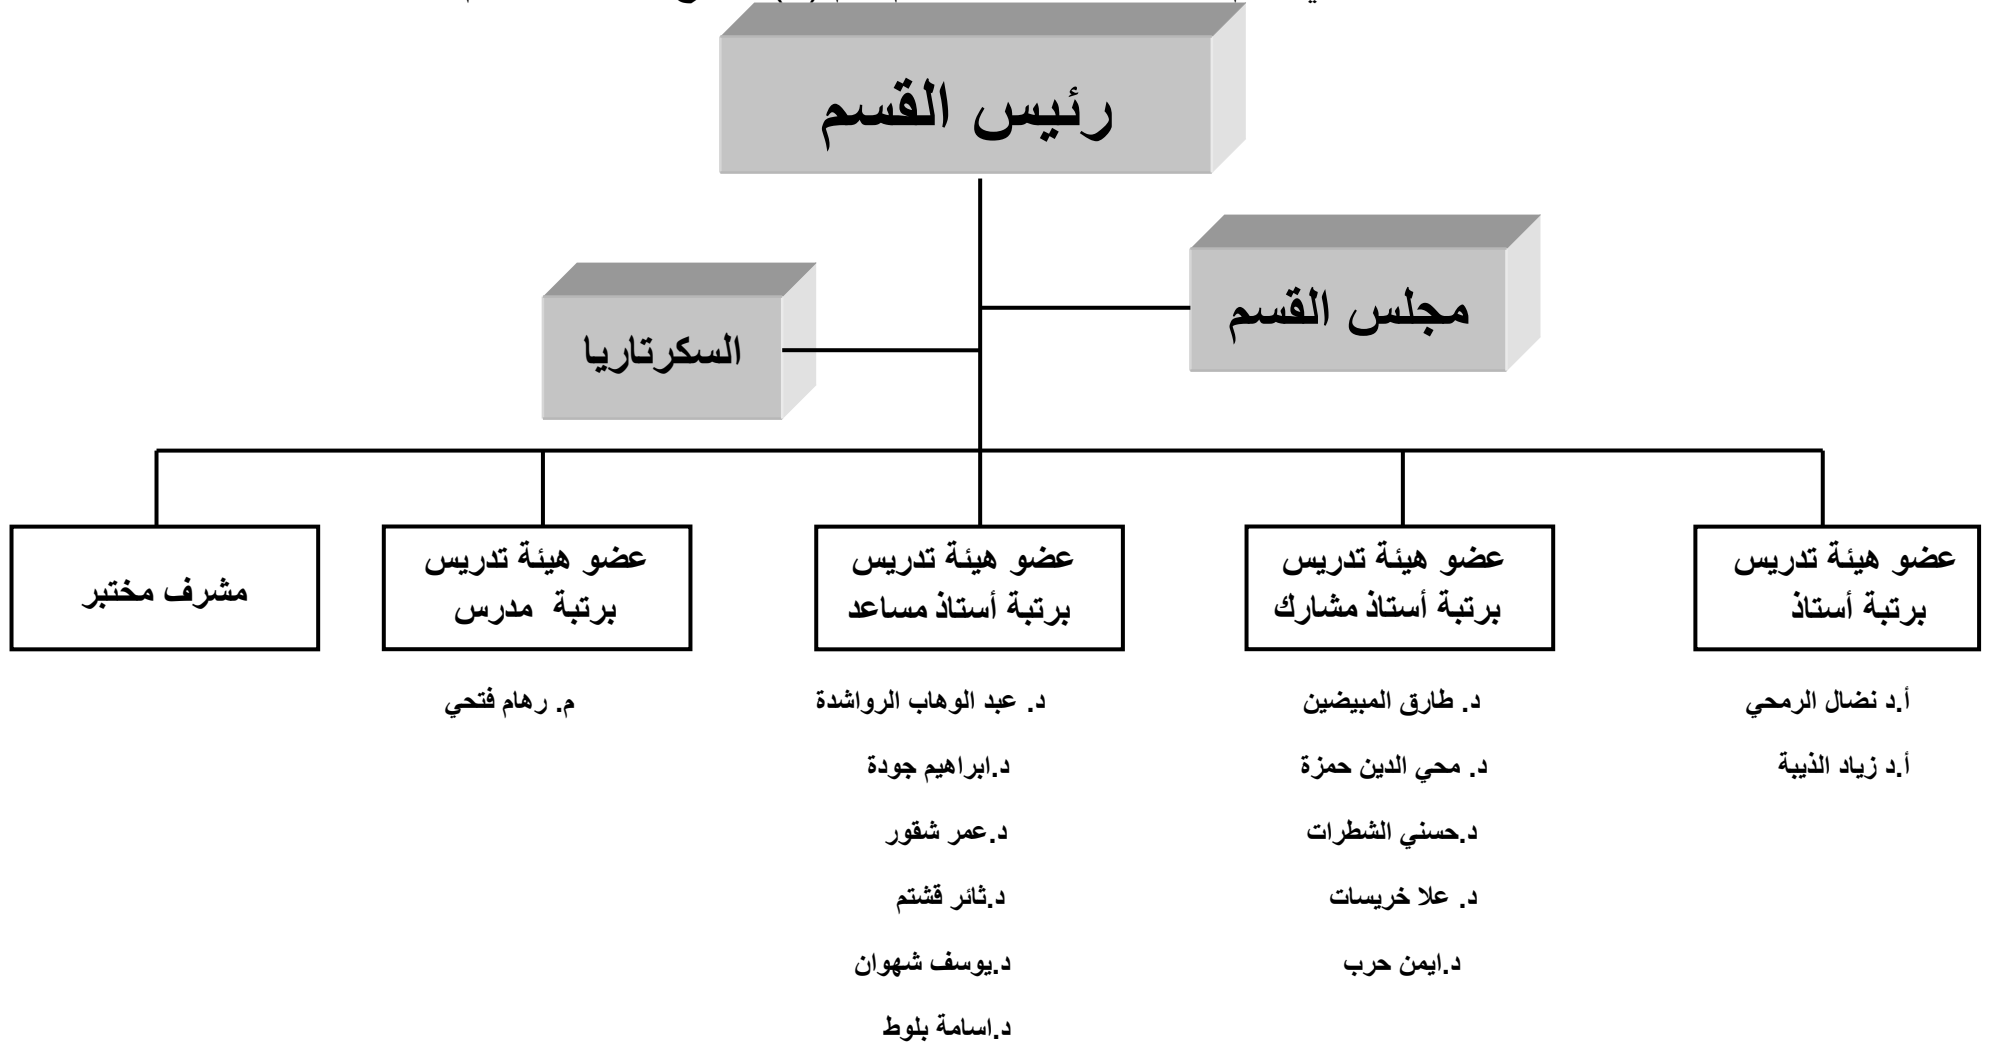 رئيس القسم
مجلس القسم
السكرتاريا
عضو هيئة تدريس
برتبة أستاذ
أ.د نضال الرمحي
أ.د زياد الذيبة
عضو هيئة تدريس
برتبة أستاذ مشارك
د. طارق المبيضين
د. محي الدين حمزة
د.حسني الشطرات
د. علا خريسات
د.ايمن حرب
عضو هيئة تدريس
برتبة أستاذ مساعد
د. عبد الوهاب الرواشدة
د.ابراهيم جودة
د.عمر شقور
د.ثائر قشتم
د.يوسف شهوان
د.اسامة بلوط
عضو هيئة تدريس
برتبة مدرس
م. رهام فتحي
مشرف مختبر